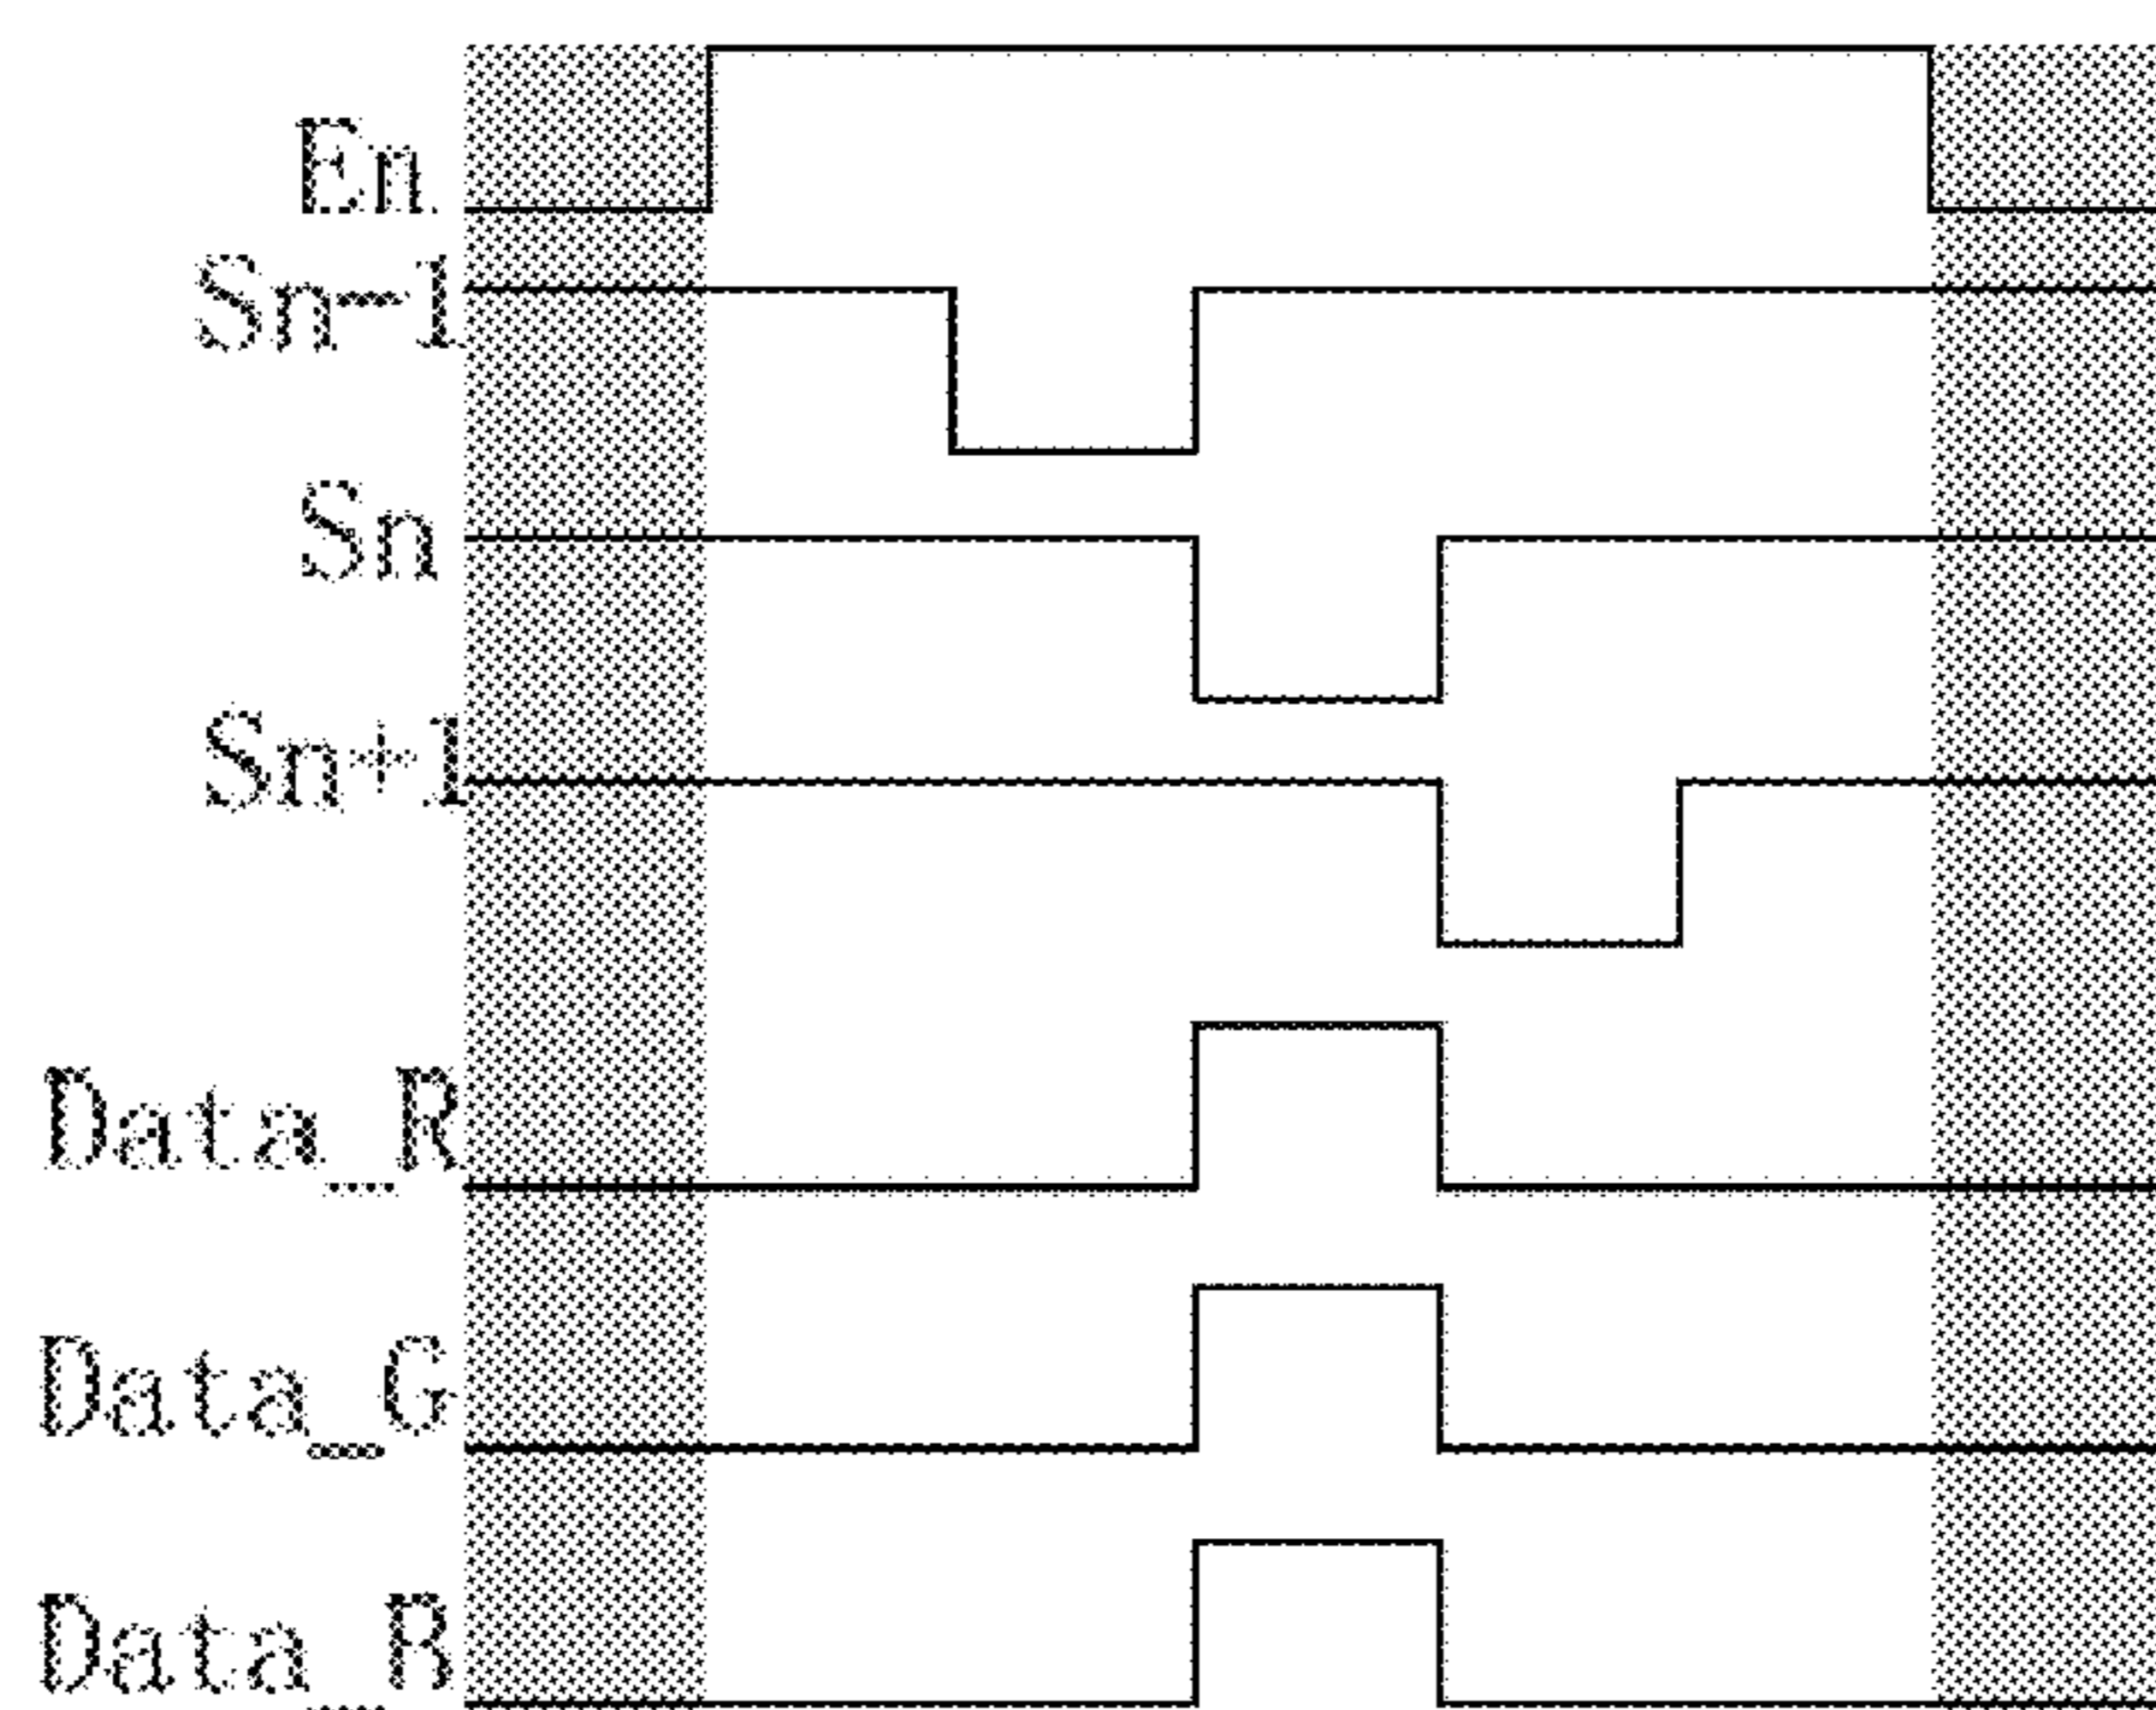 En
Sn-1
Sn
Sn+1
Data_R
Data_G
Data_R